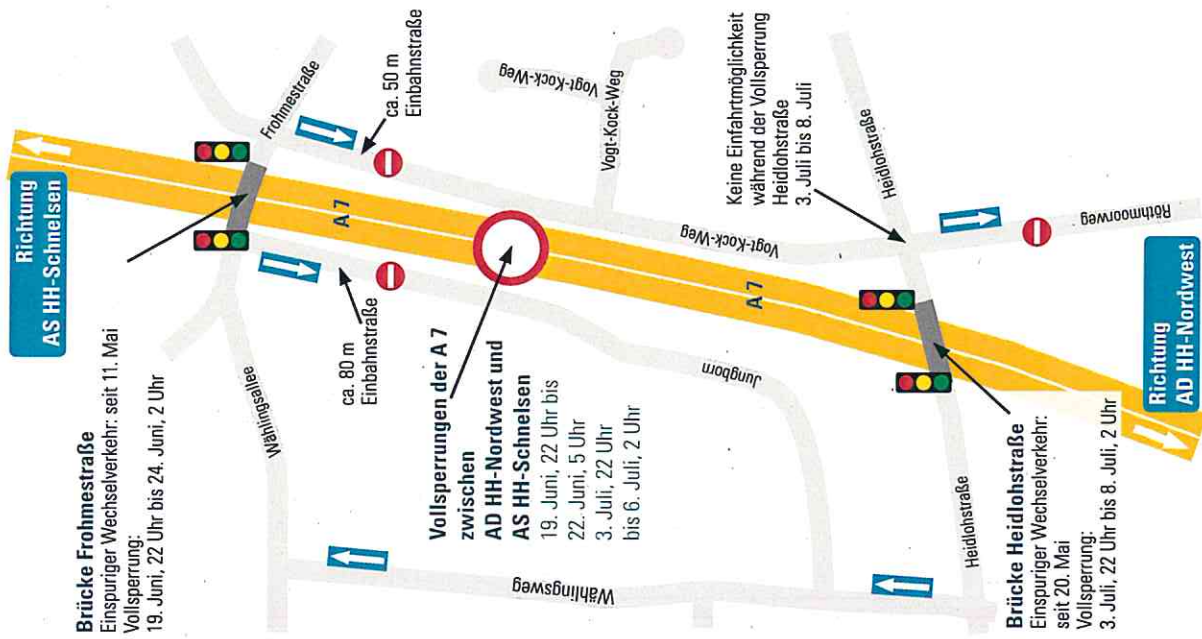 Richtung
AS HH-Schnelsen
Brücke Frohmestraße
Einspuriger Wechselverkehr: seit 11. Mai
Vollsperrung:
19. Juni, 22 Uhr bis 24. Juni, 2 Uhr
Frohmestraße
ca. 50 m
Einbahnstraße
Wählingsallee
ca. 80 m
Einbahnstraße
A 7
Vogt-Kock-Weg
Vogt-Kock-Weg
Vollsperrungen der A 7
zwischen
AD HH-Nordwest und
AS HH-Schnelsen
19. Juni, 22 Uhr bis
22. Juni, 5 Uhr
3. Juli, 22 Uhr
bis 6. Juli, 2 Uhr
Vogt-Kock-Weg
Keine Einfahrtmöglichkeit
während der Vollsperrung
Heidlohstraße
3. Juli bis 8. Juli
Jungborn
A 7
Wählingsweg
Heidlohstraße
Heidlohstraße
Röthmoorweg
Brücke Heidlohstraße
Einspuriger Wechselverkehr:
seit 20. Mai
Vollsperrung:
3. Juli, 22 Uhr bis 8. Juli, 2 Uhr
Richtung
AD HH-Nordwest